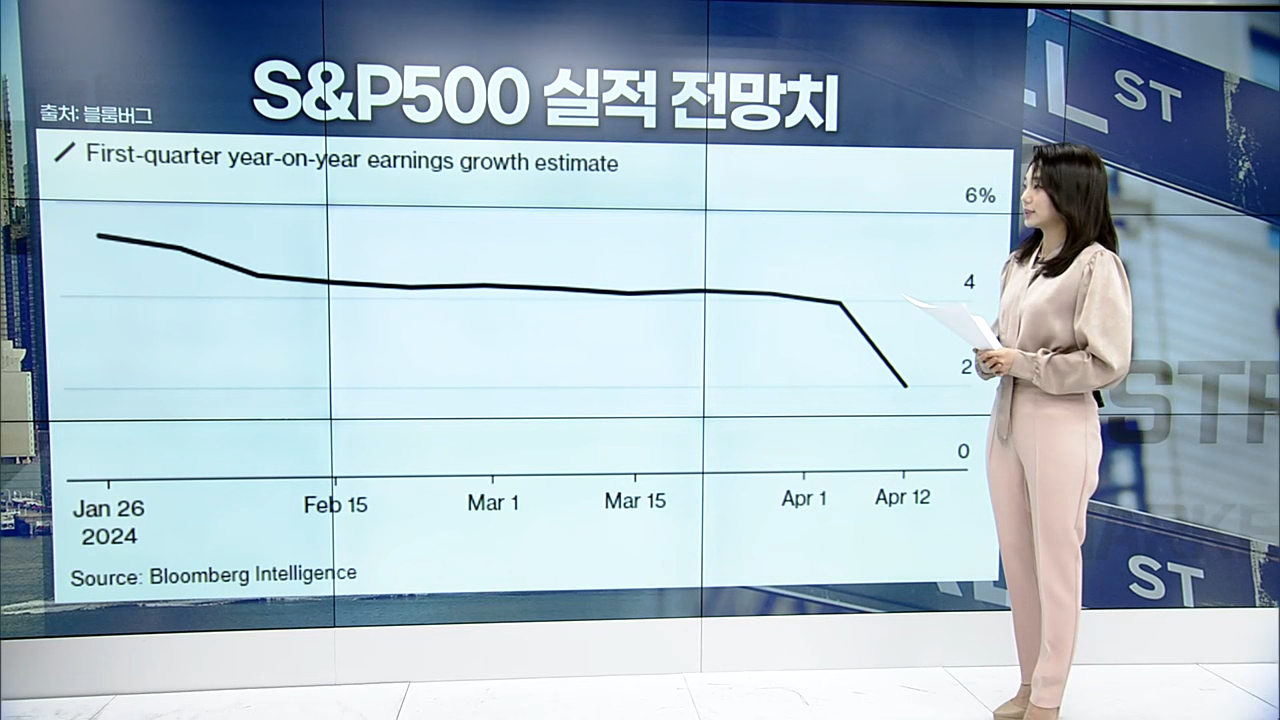 S&P500 실적 전망치
출처: 블룸버그
First-quarter year-on-year earnings growth estimate
6%
4
2
0
Jan 26 Feb 15 Mar 1 Mar 15 Apr 1 Apr 12
2024
Source: Bloomberg Intelligence
L ST
STR
ST